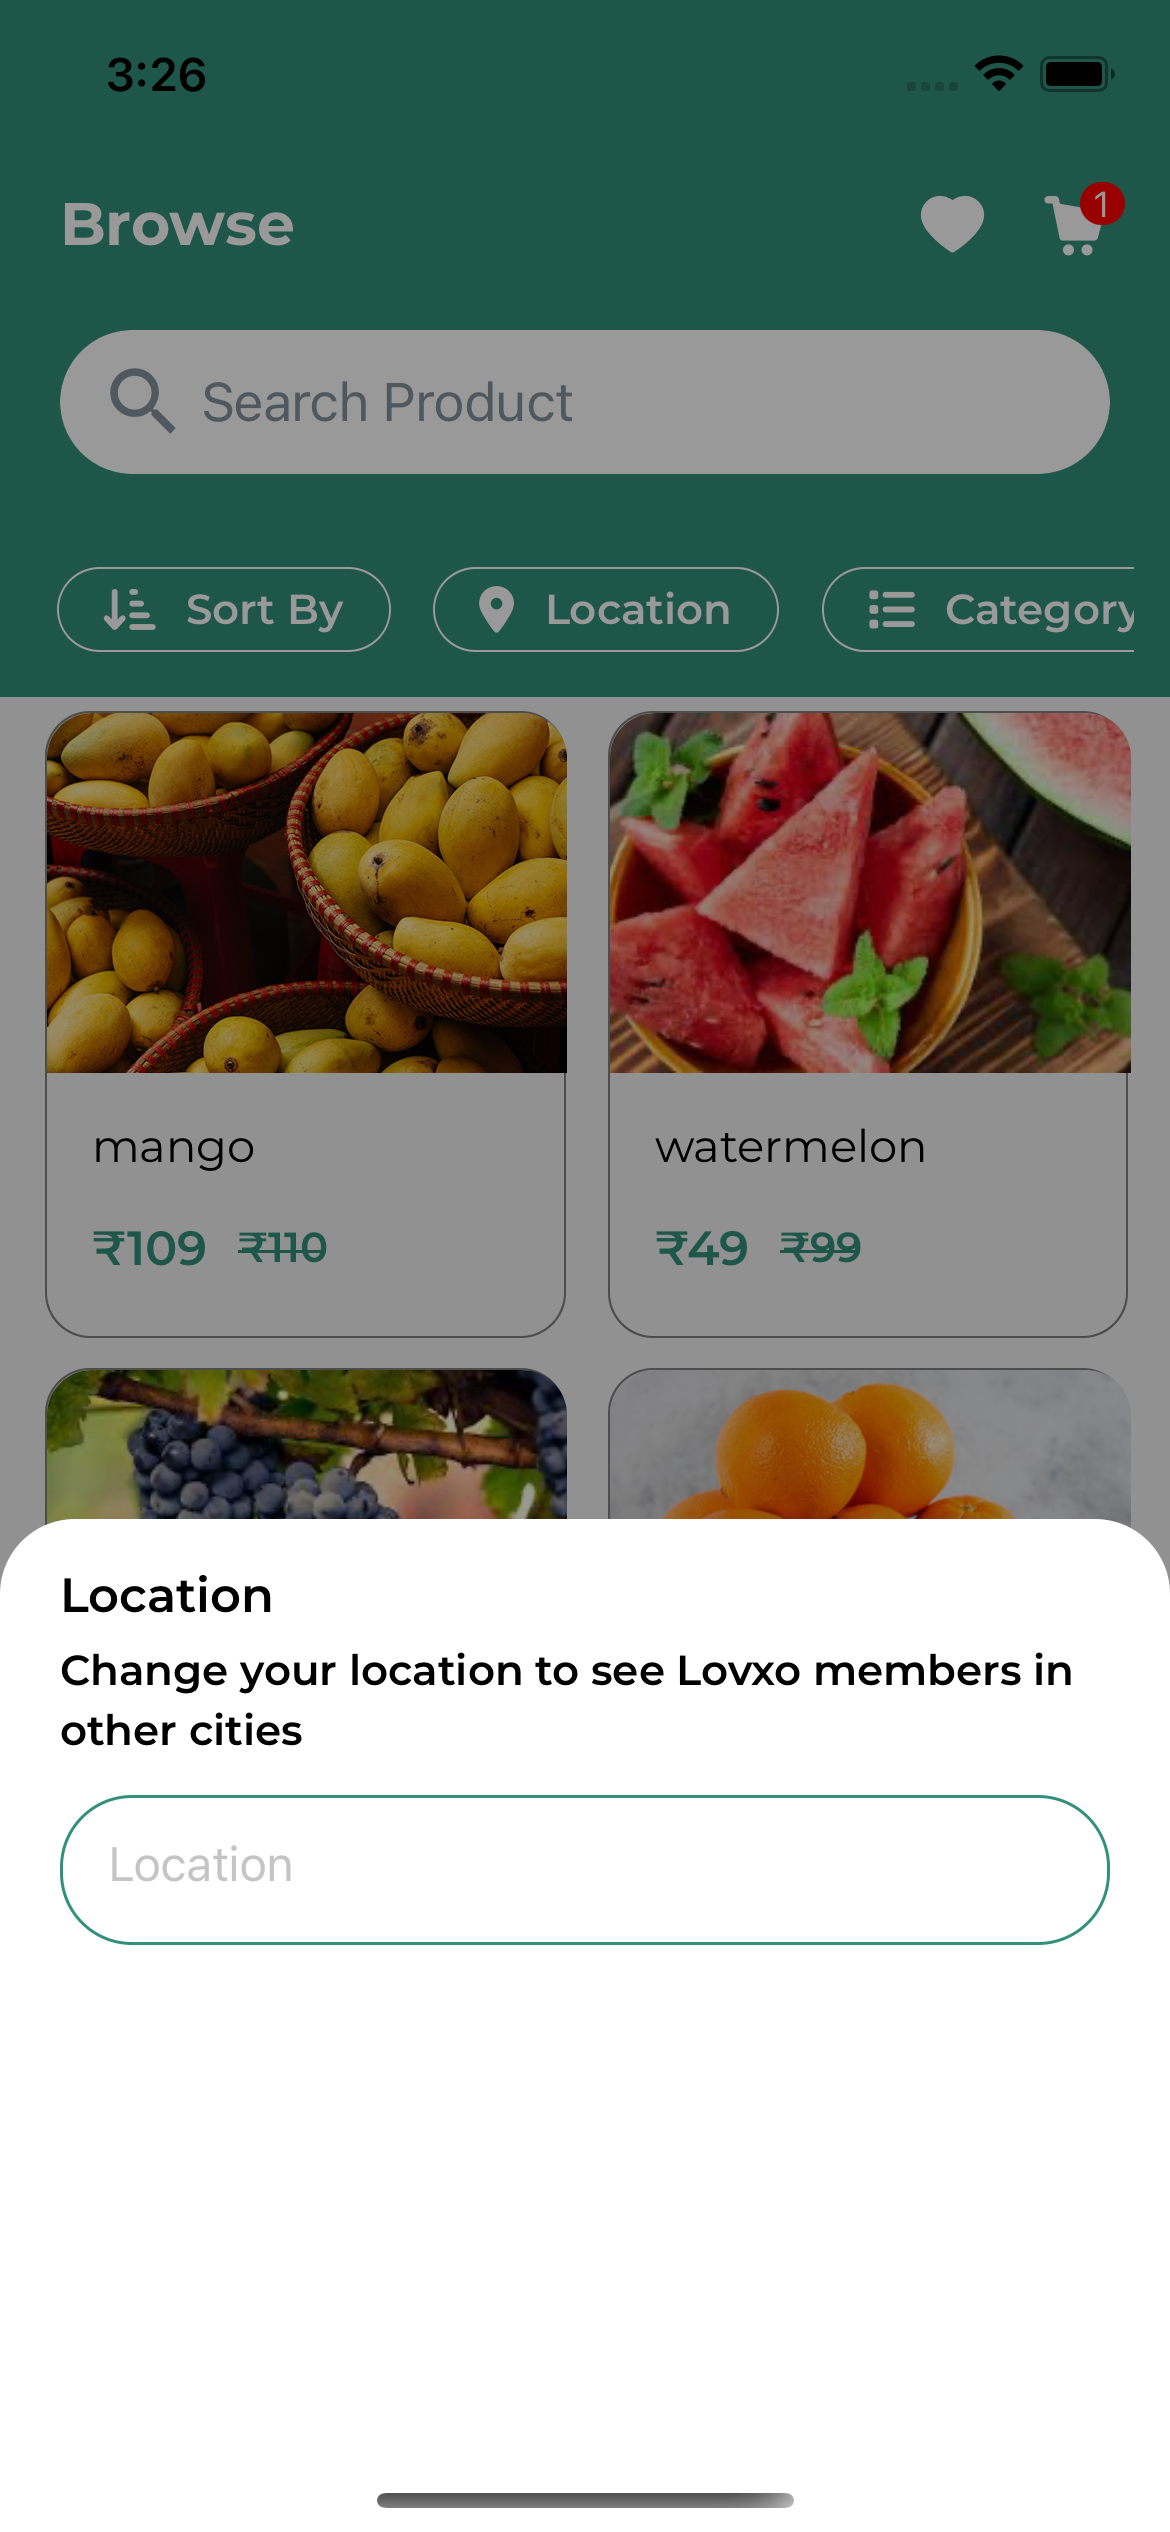 3:26
Browse
1
Search Product
Sort By
Location
Category
mango
watermelon
₹109 ₹110
₹49 ₹99
Location
Change your location to see Lovxo members in
other cities
Location